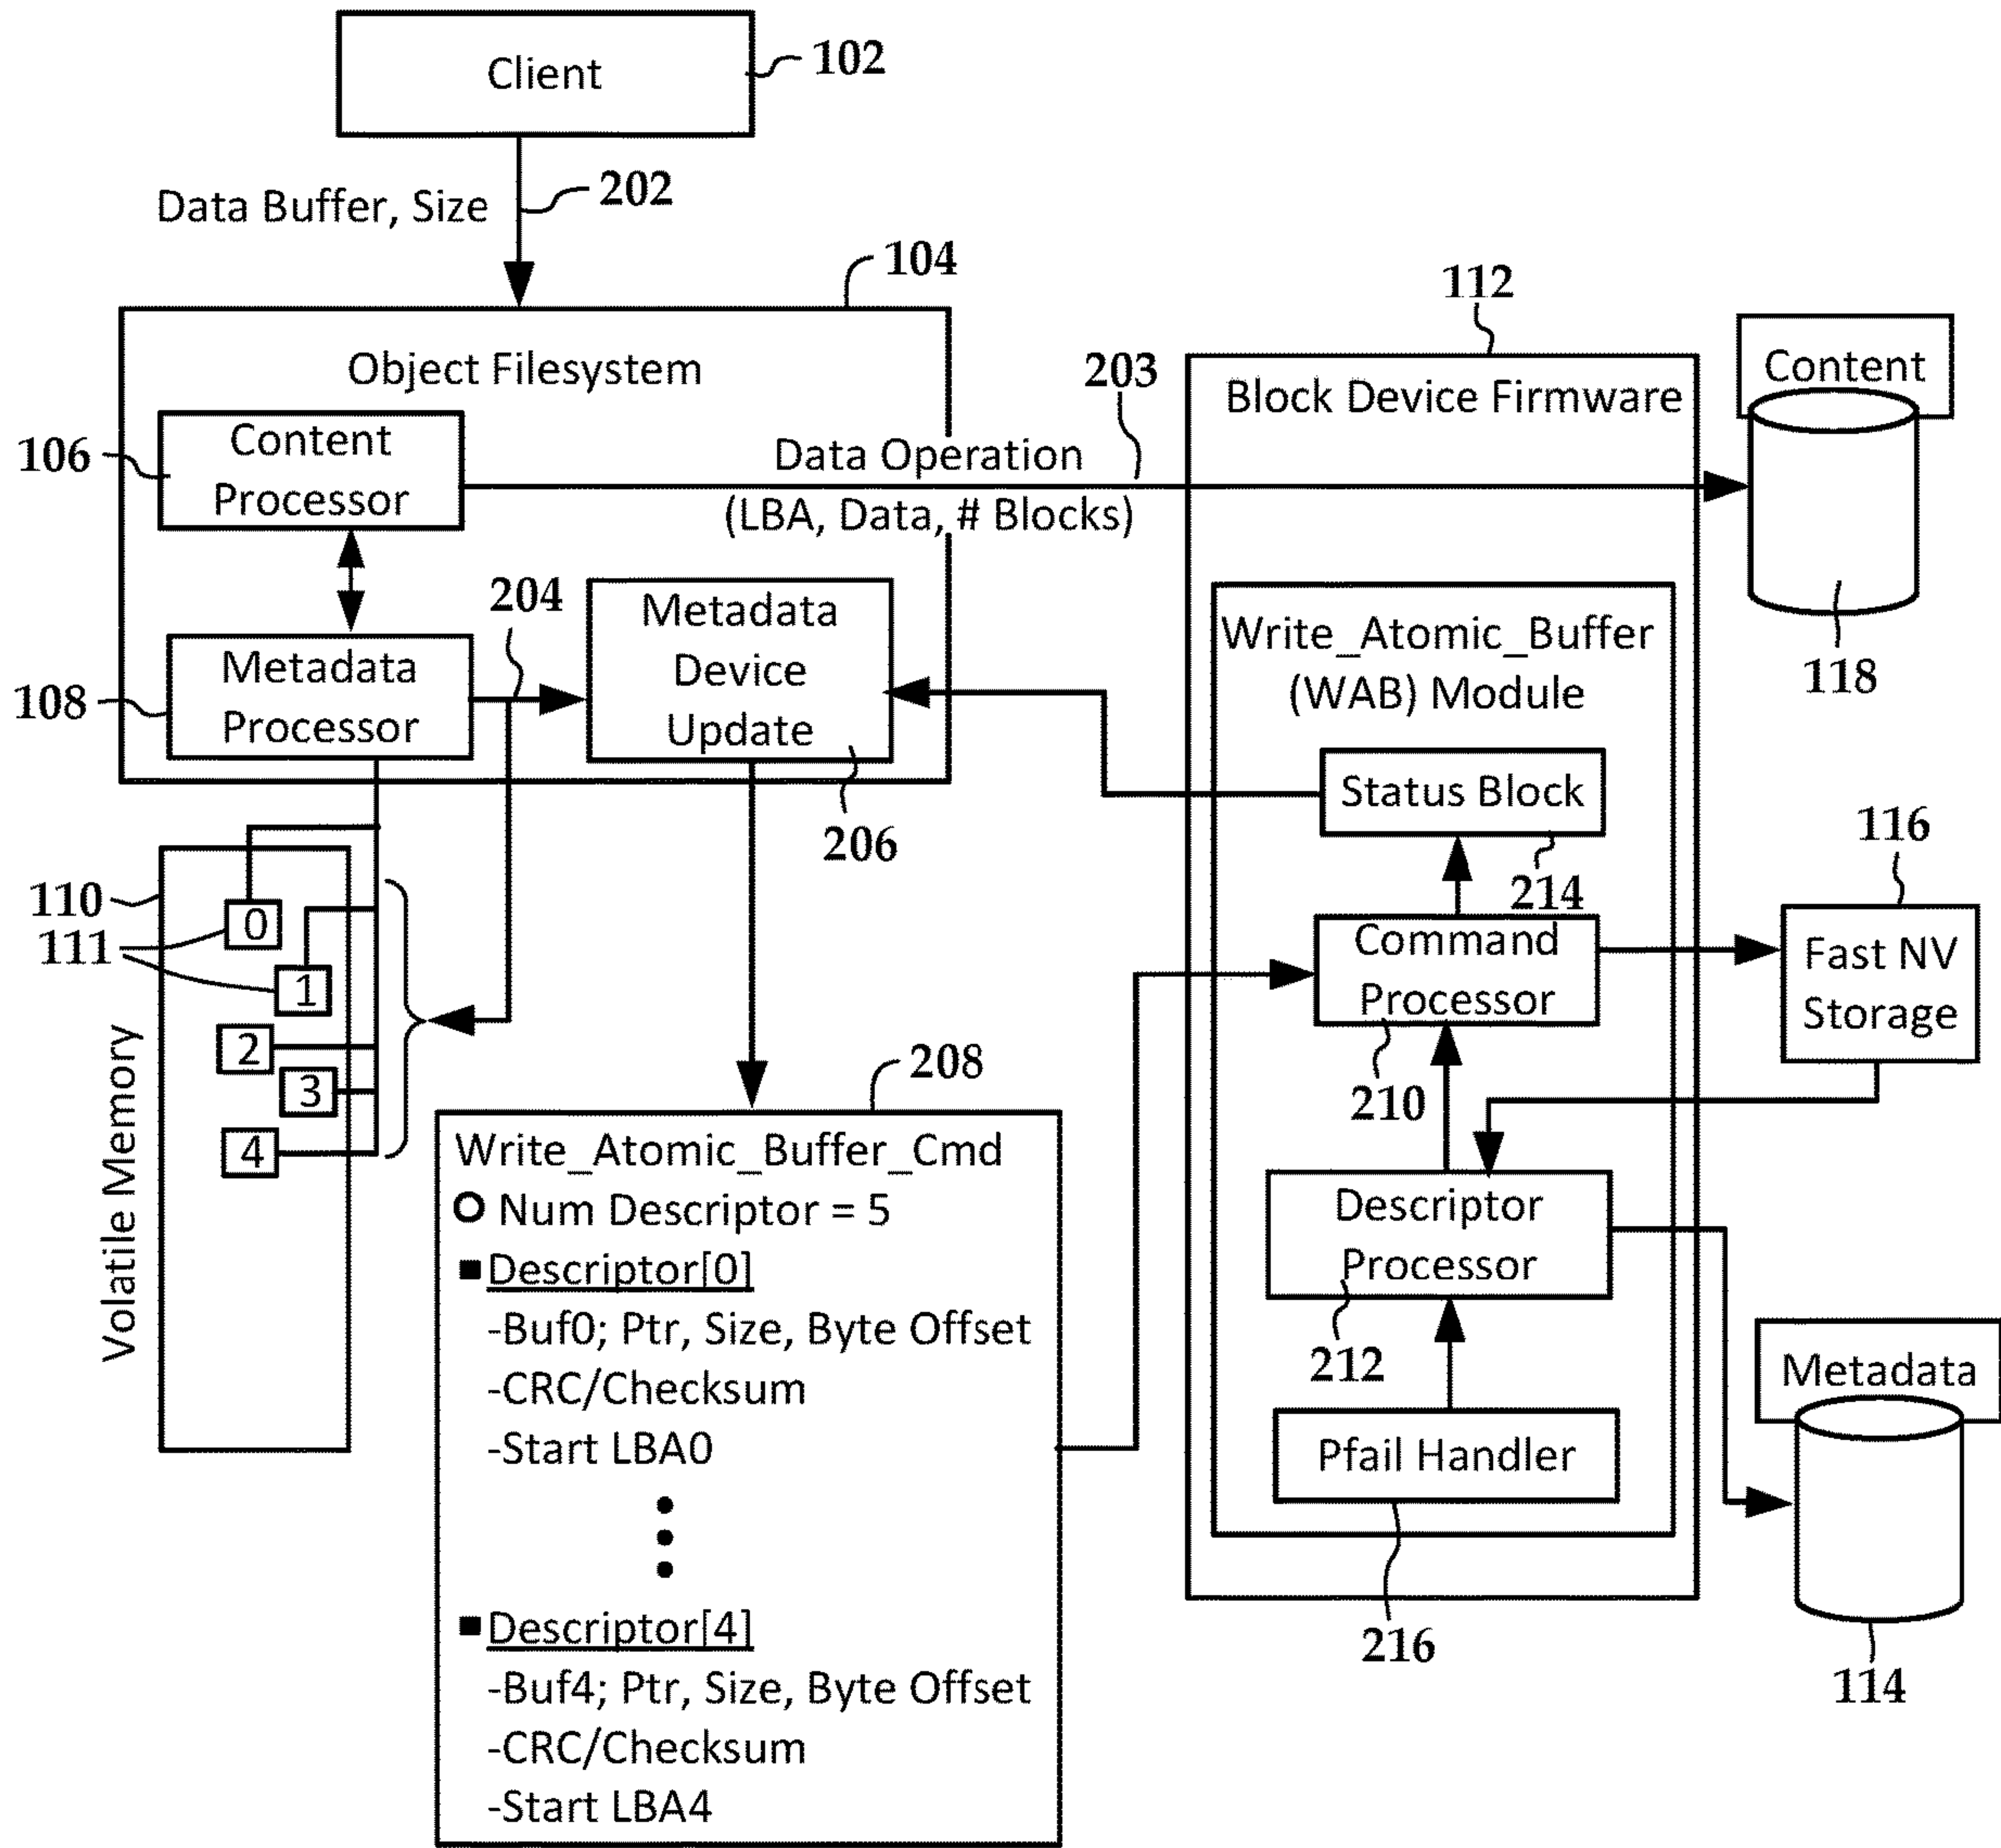 Client
102
Data Buffer, Size
202
104
Object Filesystem
106
Content
Processor
Data Operation
(LBA, Data, # Blocks)
203
108
Metadata
Processor
204
Metadata
Device
Update
206
110
111
0
1
2
3
4
Volatile Memory
208
Write_Atomic_Buffer_Cmd
Num Descriptor = 5
Descriptor[0]
-Buf0; Ptr, Size, Byte Offset
-CRC/Checksum
-Start LBA0
Descriptor[4]
-Buf4; Ptr, Size, Byte Offset
-CRC/Checksum
-Start LBA4
112
Block Device Firmware
Write_Atomic_Buffer
(WAB) Module
Status Block
214
Command
Processor
210
Descriptor
Processor
212
Pfail Handler
216
Content
118
116
Fast NV
Storage
Metadata
114